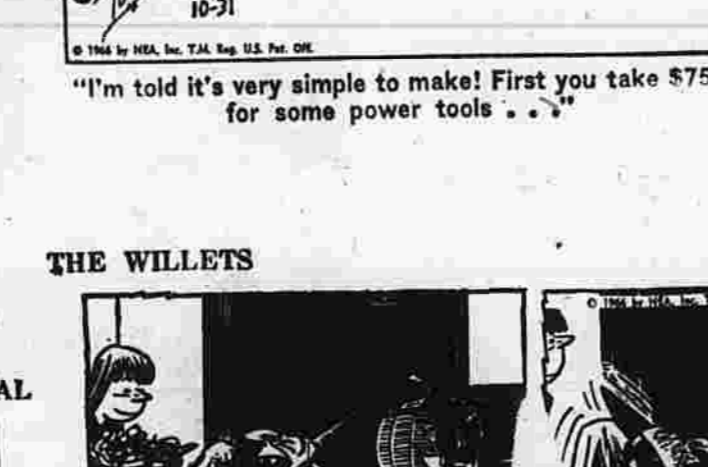 10-31
© 1966 by NEA, Inc. T.M. Reg. U.S. Pat. Off.
"I'm told it's very simple to make! First you take $75
for some power tools . . ."
THE WILLETS
© 1966 by NEA, Inc.
AL